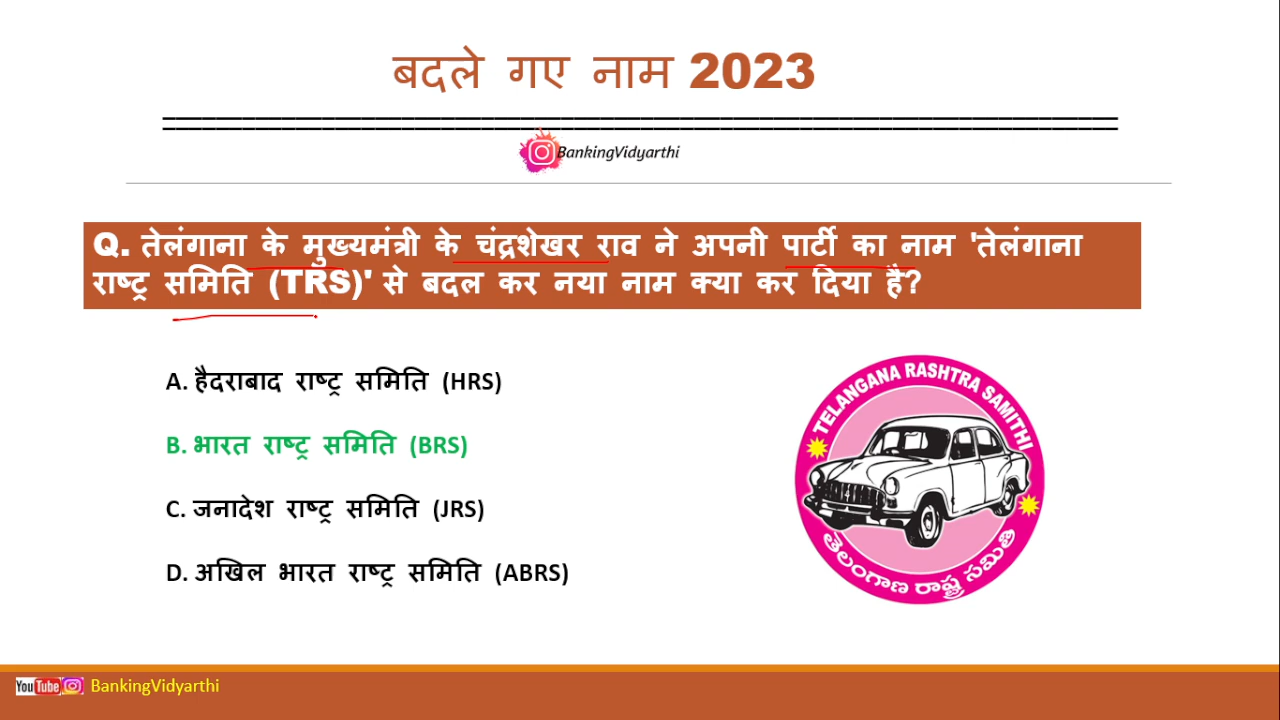 बदले गए नाम 2023
BankingVidyarthi
Q. तेलंगाना के मुख्यमंत्री के चंद्रशेखर राव ने अपनी पार्टी का नाम 'तेलंगाना
राष्ट्र समिति (TRS)' से बदल कर नया नाम क्या कर दिया है?
A. हैदराबाद राष्ट्र समिति (HRS)
B. भारत राष्ट्र समिति (BRS)
C. जनादेश राष्ट्र समिति (JRS)
D. अखिल भारत राष्ट्र समिति (ABRS)
TELANGANA RASHTRA SAMITHI
తెలంగాణ రాష్ట్ర సమితి
YouTube BankingVidyarthi